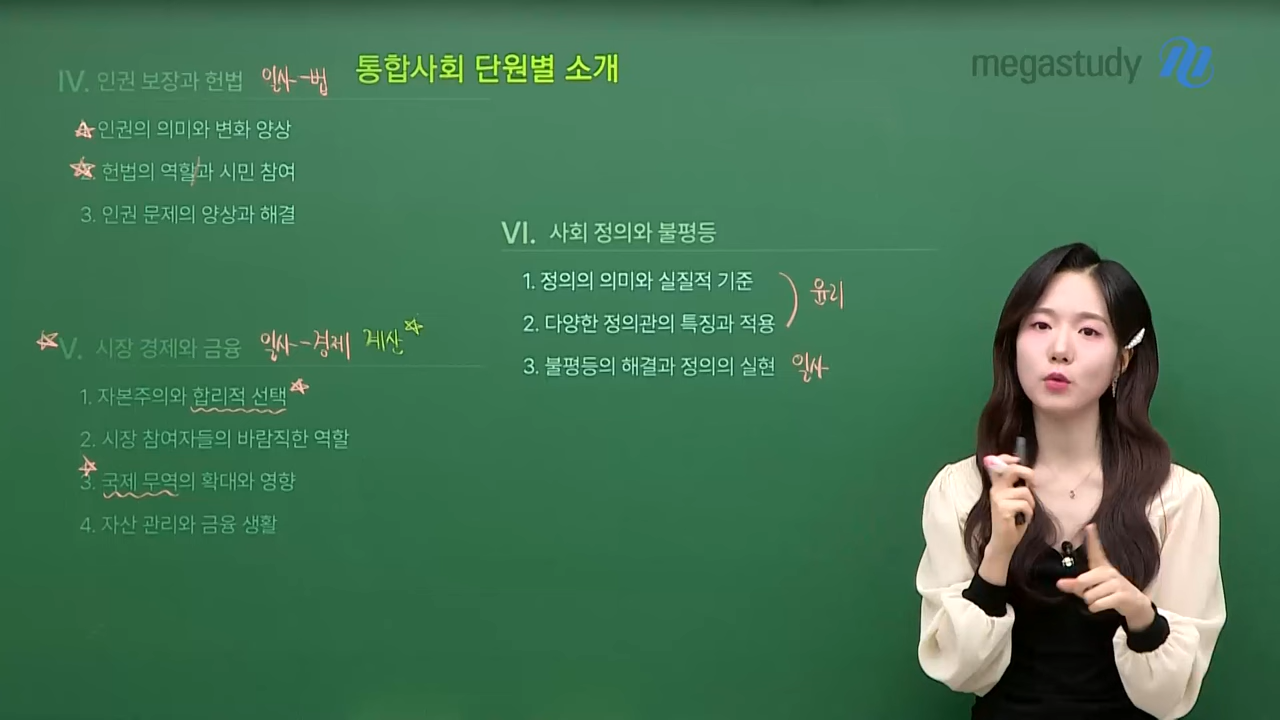 통합사회 단원별 소개
megastudy
IV. 인권 보장과 헌법 일사-법
1. 인권의 의미와 변화 양상
2. 헌법의 역할과 시민 참여
3. 인권 문제의 양상과 해결
V. 시장 경제와 금융 일사-경제 계산
1. 자본주의와 합리적 선택
2. 시장 참여자들의 바람직한 역할
3. 국제 무역의 확대와 영향
4. 자산 관리와 금융 생활
VI. 사회 정의와 불평등
1. 정의의 의미와 실질적 기준
2. 다양한 정의관의 특징과 적용
윤리
3. 불평등의 해결과 정의의 실현 일사